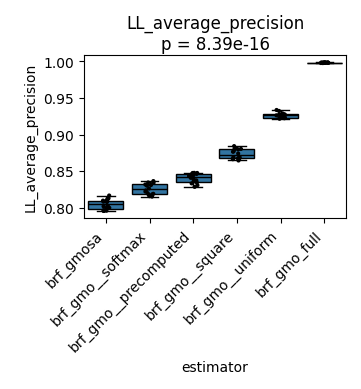 LL_average_precision
p = 8.39e-16
LL_average_precision
1.00
0.95
0.90
0.85
0.80
brf_gmosa
brf_gmo__softmax
brf_gmo__precomputed
brf_gmo__square
brf_gmo__uniform
brf_gmo_full
estimator